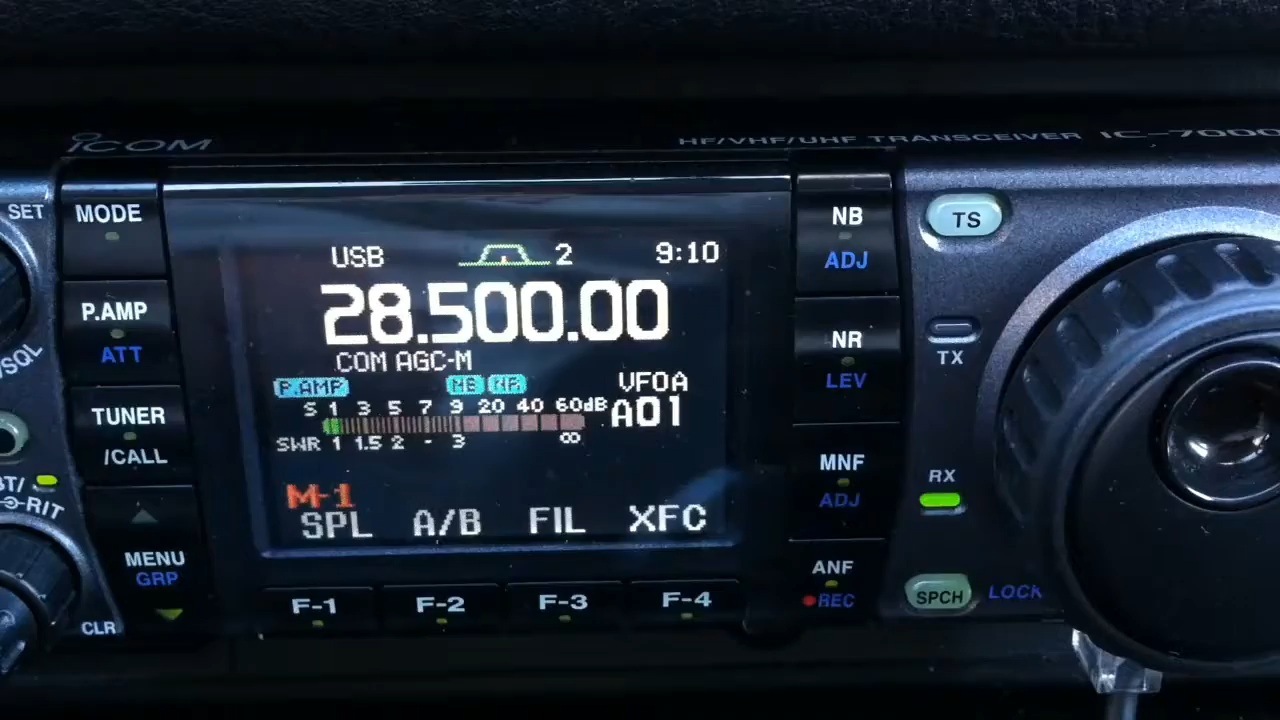 ICOM
HF/VHF/UHF TRANSCEIVER IC-7000
SET
MODE
P.AMP
ATT
TUNER
/CALL
MENU
GRP
/SQL
BT/
RIT
CLR
USB 2 9:10
28.500.00
COM AGC-M
P.AMP NB NR VFOA
S 1 3 5 7 9 20 40 60dB A01
SWR 1 1.5 2 - 3 ∞
M-1
SPL A/B FIL XFC
F-1 F-2 F-3 F-4
NB
ADJ
NR
LEV
MNF
ADJ
ANF
REC
TS
TX
RX
SPCH LOCK